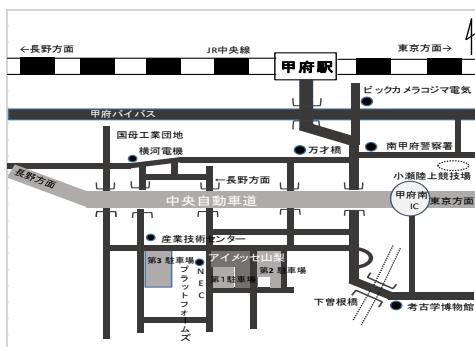 ←長野方面
JR中央線
東京方面→
甲府駅
ビックカメラコジマ電気
甲府バイパス
国母工業団地
横河電機
万才橋
南甲府警察署
小瀬陸上競技場
←長野方面
長野方面
中央自動車道
甲府南
IC
東京方面
産業技術センター
アイメッセ山梨
第3 駐車場
第1駐車場
第2 駐車場
プラットフォームズ
NEC
下曽根橋
考古学博物館